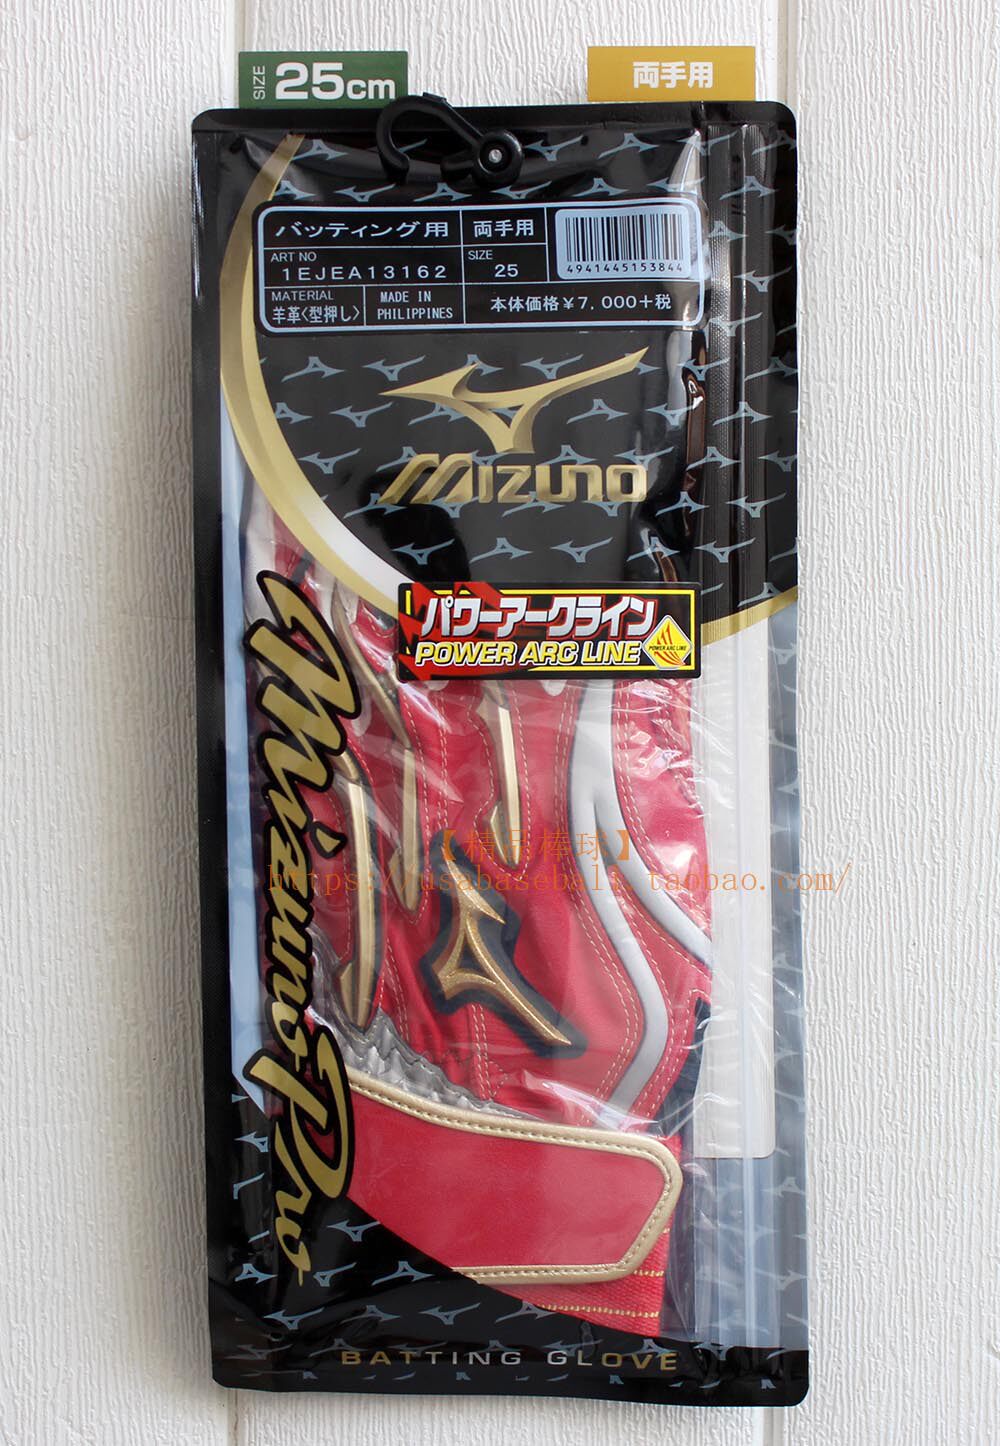 SIZE 25cm
両手用
バッティング用
両手用
ART NO
1EJEA13162
SIZE
25
4941445153844
MATERIAL
羊革〈型押し〉
MADE IN
PHILIPPINES
本体価格￥7,000+税
MIZUNO
パワーアークライン
POWER ARC LINE
POWER ARC LINE
Mizuno Pro
【精品棒球】
https://usabaseball.taobao.com/
BATTING GLOVE